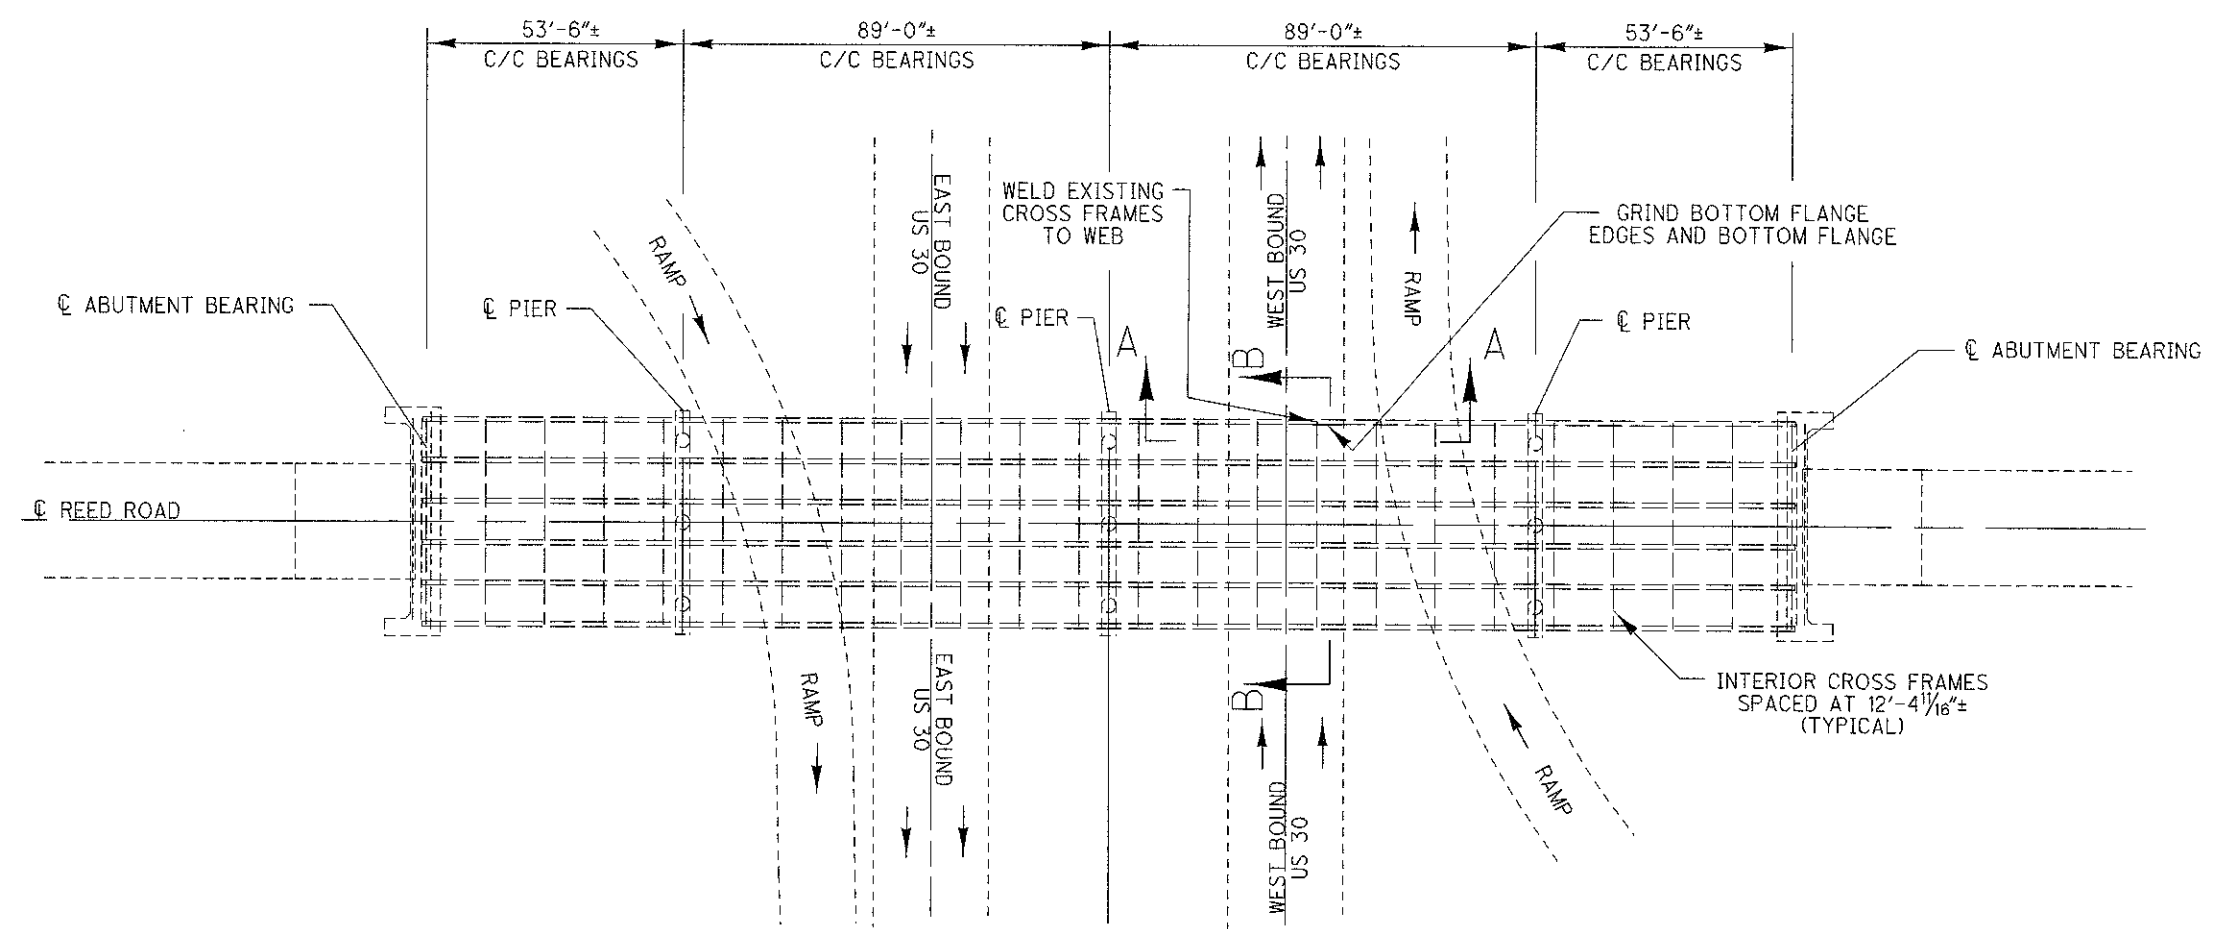 53'-6"±
C/C BEARINGS
89'-0"±
C/C BEARINGS
89'-0"±
C/C BEARINGS
53'-6"±
C/C BEARINGS
EAST BOUND
US 30
WELD EXISTING
CROSS FRAMES
TO WEB
WEST BOUND
US 30
GRIND BOTTOM FLANGE
EDGES AND BOTTOM FLANGE
RAMP
RAMP
℄ ABUTMENT BEARING
℄ PIER
℄ PIER
℄ PIER
℄ ABUTMENT BEARING
A
A
B
℄ REED ROAD
RAMP
EAST BOUND
US 30
B
INTERIOR CROSS FRAMES
SPACED AT 12'-4 11/16"±
(TYPICAL)
WEST BOUND
US 30
RAMP